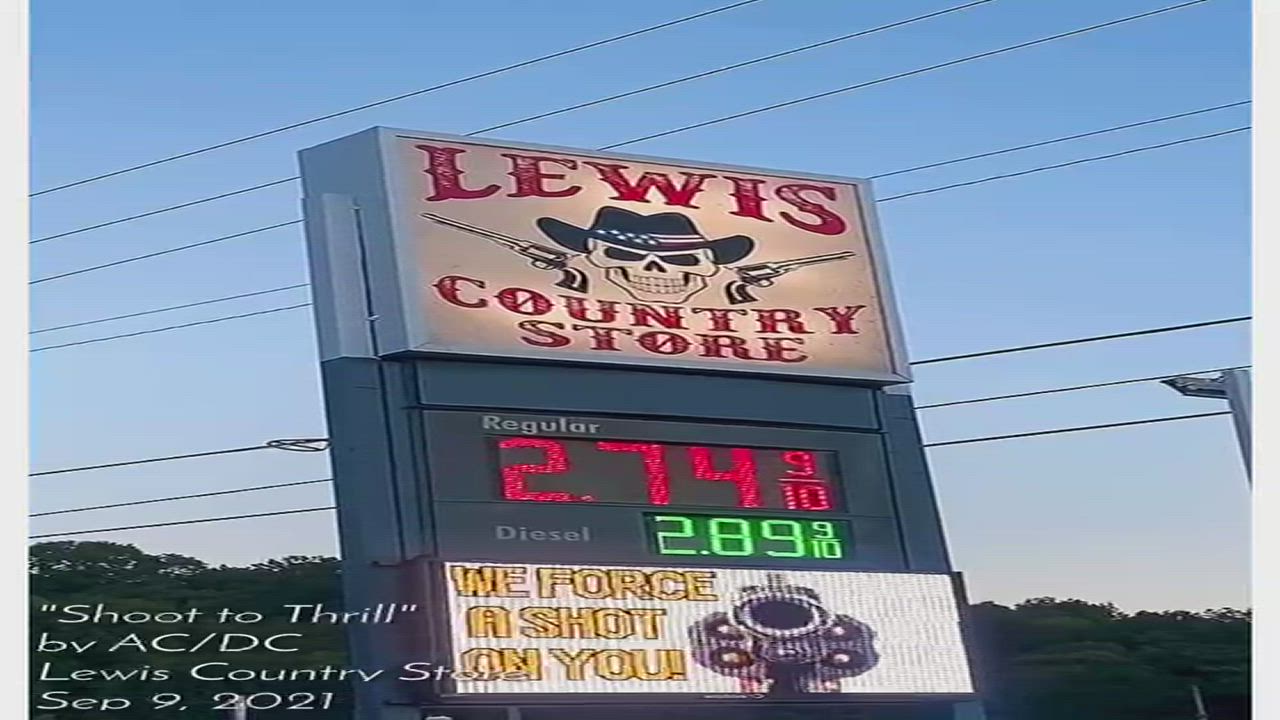 LEWIS
COUNTRY
STORE
Regular
2.74 9/10
Diesel
2.89 9/10
WE FORCE
A SHOT
ON YOU!
"Shoot to Thrill"
by AC/DC
Lewis Country Store
Sep 9, 2021